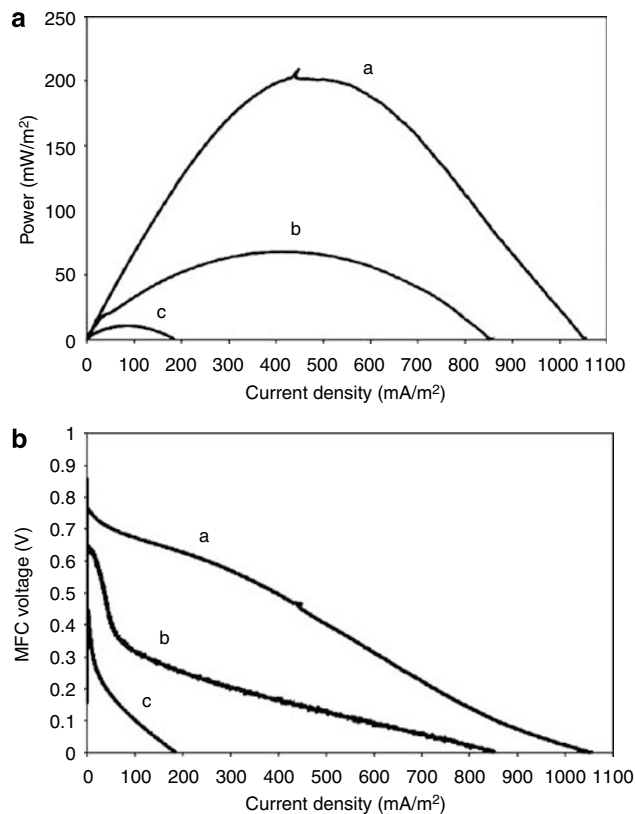 a
250
200
150
100
50
0
Power (mW/m²)
a
b
c
0 100 200 300 400 500 600 700 800 900 1000 1100
Current density (mA/m²)
b
1
0.9
0.8
0.7
0.6
0.5
0.4
0.3
0.2
0.1
0
MFC voltage (V)
a
b
c
0 100 200 300 400 500 600 700 800 900 1000 1100
Current density (mA/m²)